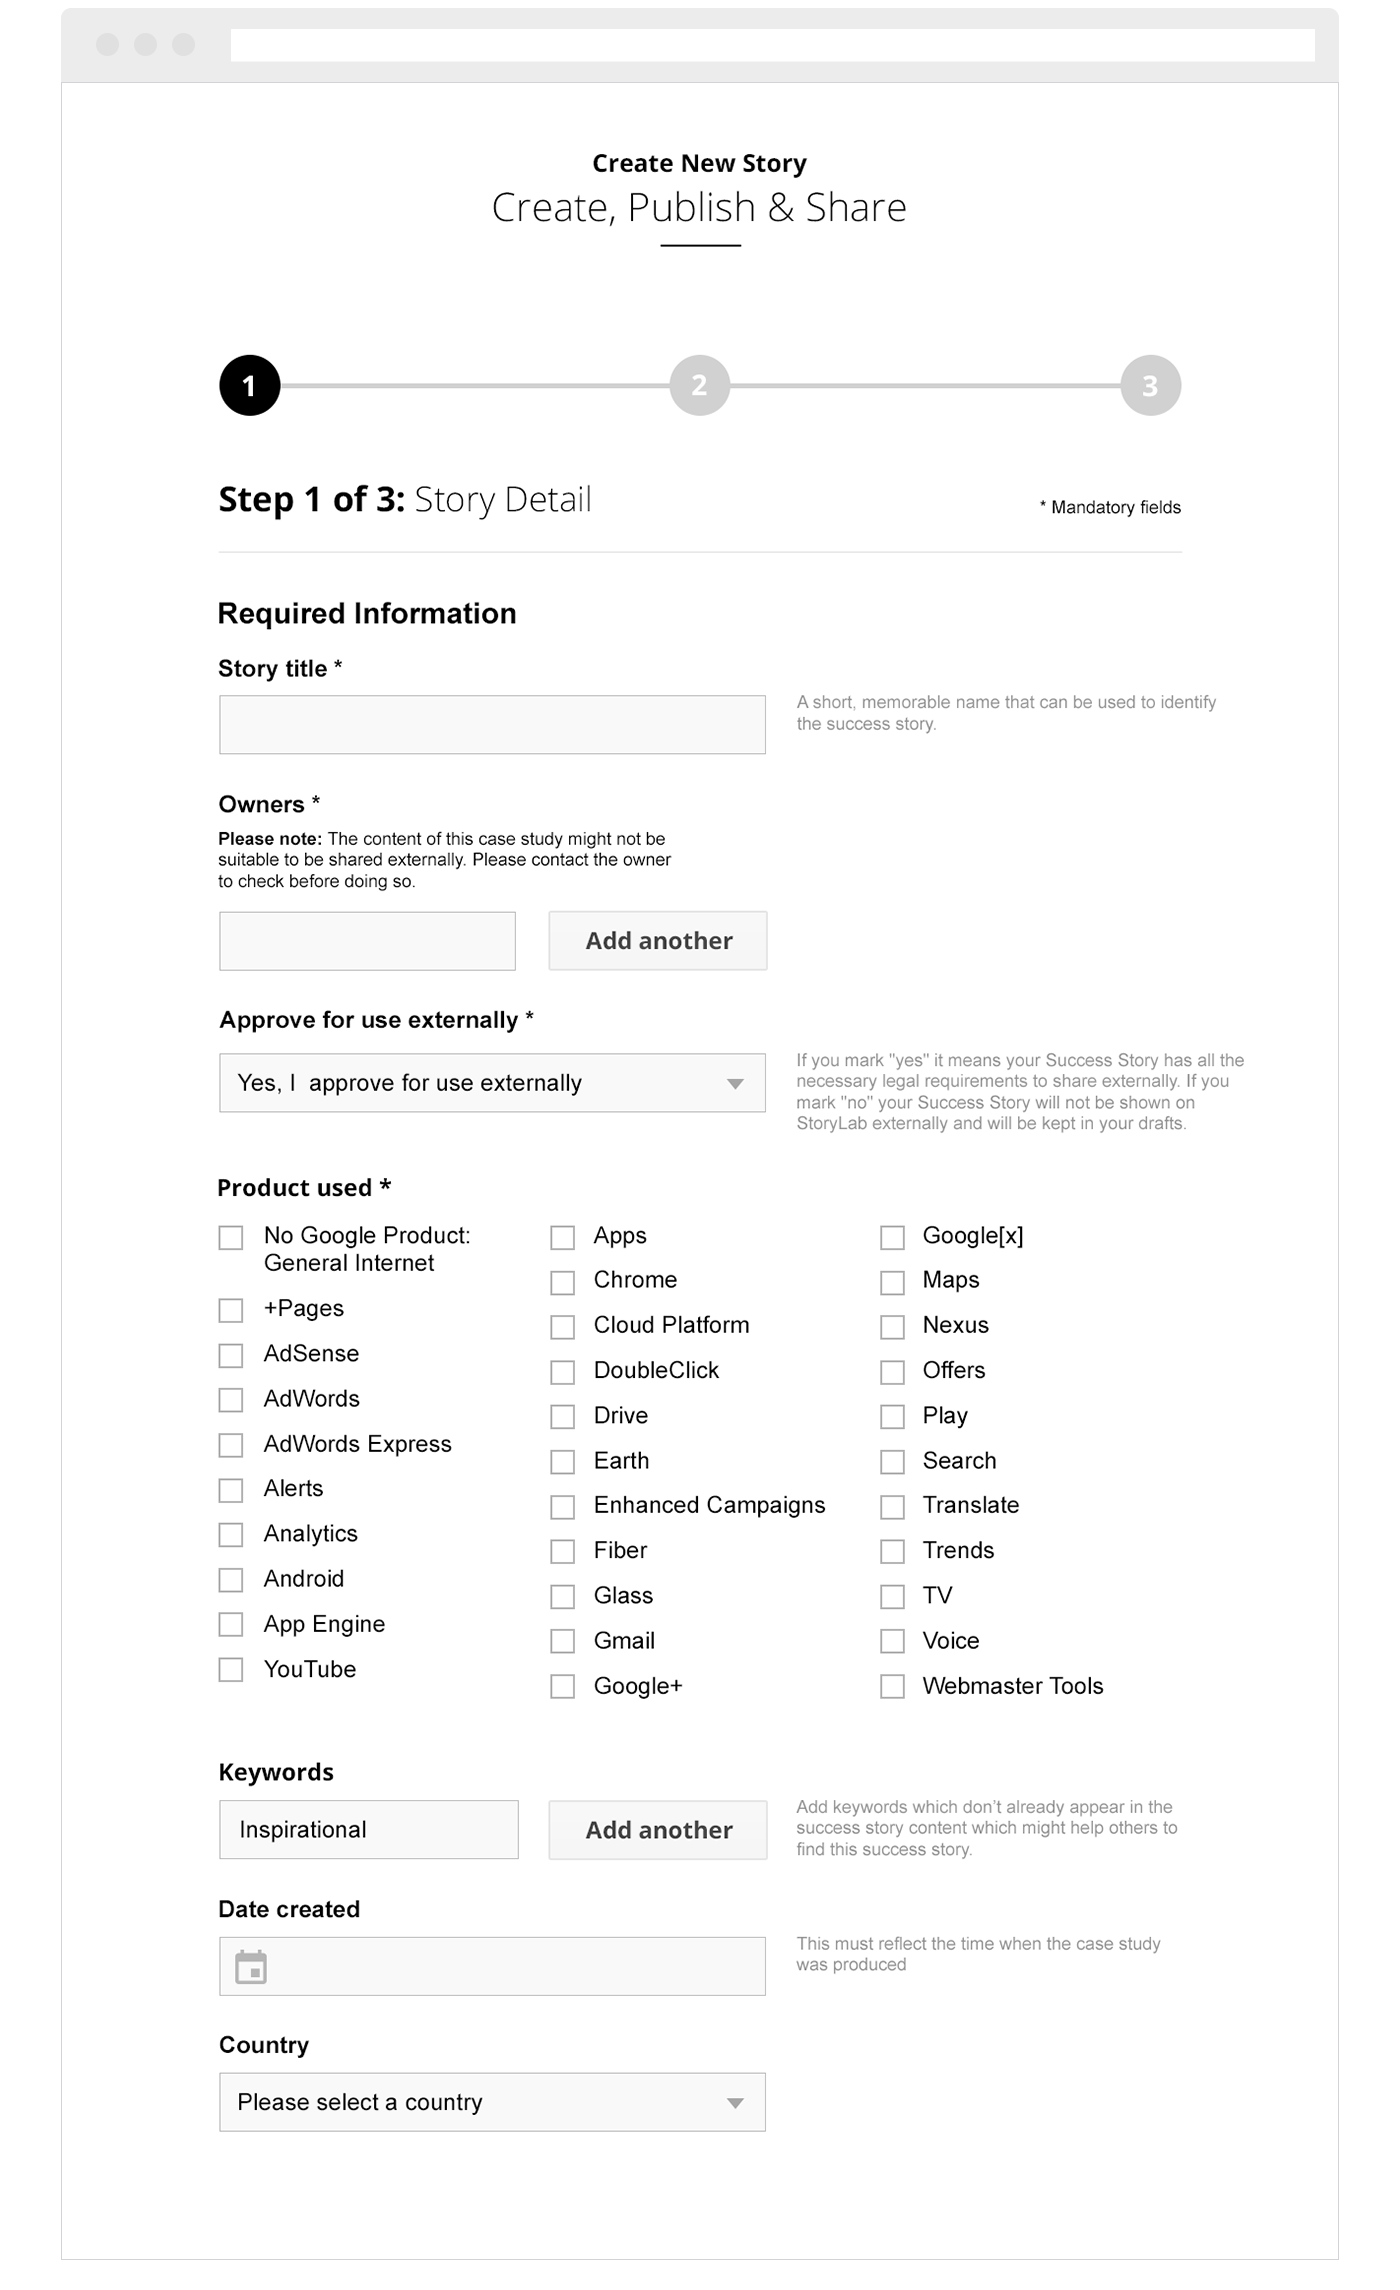 Create New Story
Create, Publish & Share
1
2
3
Step 1 of 3: Story Detail
* Mandatory fields
Required Information
Story title *
A short, memorable name that can be used to identify
the success story.
Owners *
Please note: The content of this case study might not be
suitable to be shared externally. Please contact the owner
to check before doing so.
Add another
Approve for use externally *
Yes, I  approve for use externally
If you mark "yes" it means your Success Story has all the
necessary legal requirements to share externally. If you
mark "no" your Success Story will not be shown on
StoryLab externally and will be kept in your drafts.
Product used *
No Google Product:
General Internet
+Pages
AdSense
AdWords
AdWords Express
Alerts
Analytics
Android
App Engine
YouTube
Apps
Chrome
Cloud Platform
DoubleClick
Drive
Earth
Enhanced Campaigns
Fiber
Glass
Gmail
Google+
Google[x]
Maps
Nexus
Offers
Play
Search
Translate
Trends
TV
Voice
Webmaster Tools
Keywords
Inspirational
Add another
Add keywords which don’t already appear in the
success story content which might help others to
find this success story.
Date created
This must reflect the time when the case study
was produced
Country
Please select a country